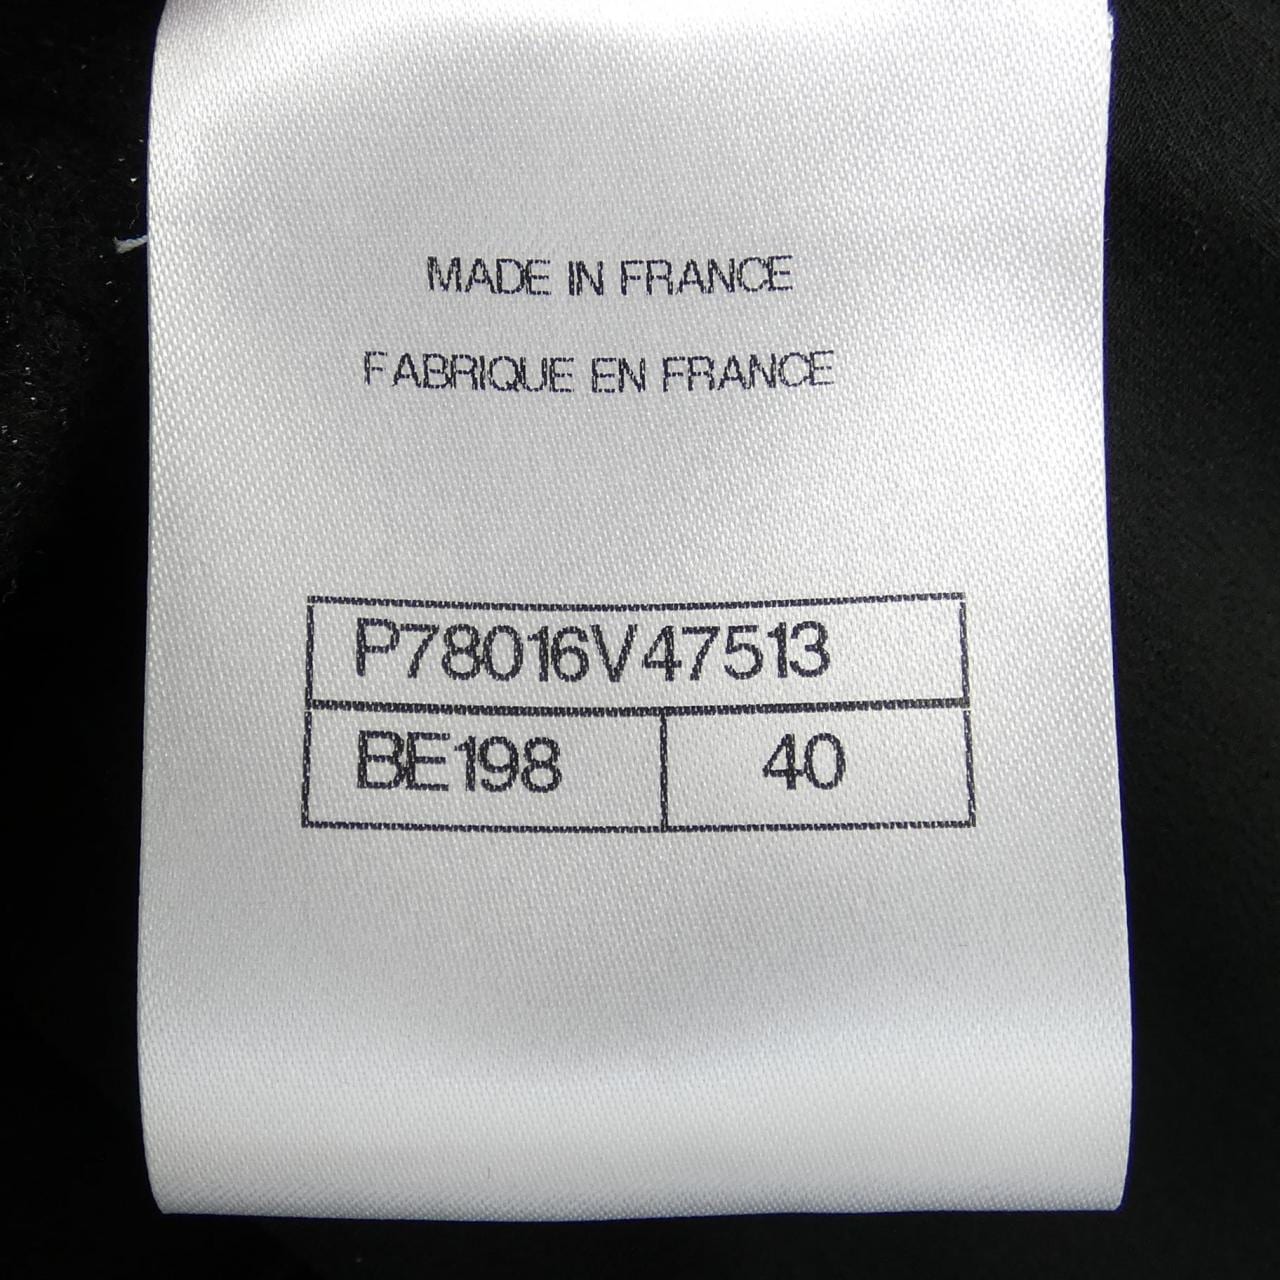 MADE IN FRANCE
FABRIQUE EN FRANCE
P78016V47513
BE198 40